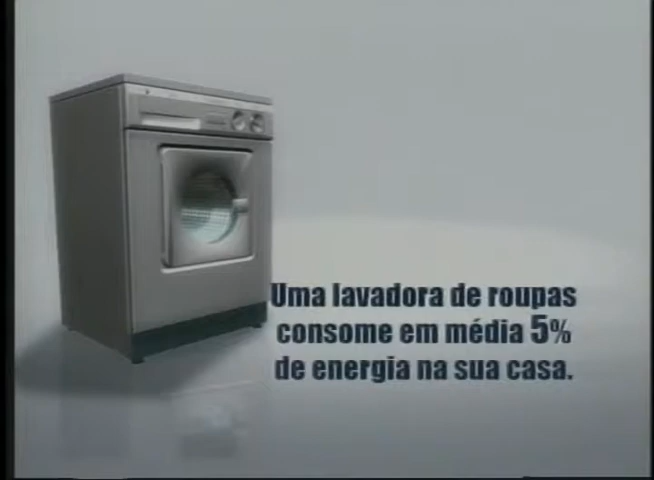 Uma lavadora de roupas
consome em média 5%
de energia na sua casa.